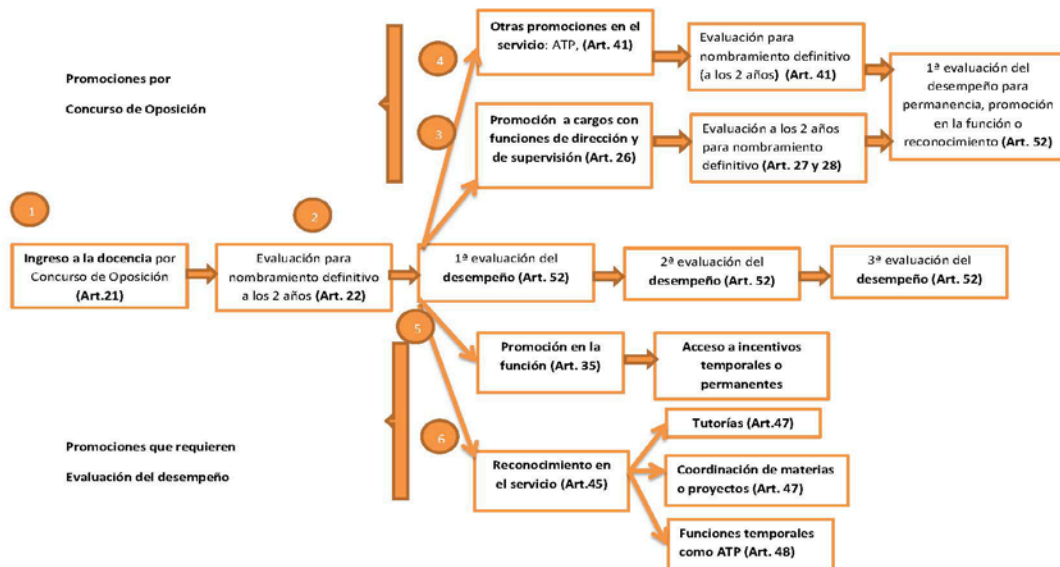 4
Otras promociones en el
servicio: ATP, (Art. 41)
Evaluación para
nombramiento definitivo
(a los 2 años) (Art. 41)
1ª evaluación del
desempeño para
permanencia, promoción
en la función o
reconocimiento (Art. 52)
Promociones por
Concurso de Oposición
3
Promoción a cargos con
funciones de dirección y
de supervisión (Art. 26)
Evaluación a los 2 años
para nombramiento
definitivo (Art. 27 y 28)
1
Ingreso a la docencia por
Concurso de Oposición
(Art.21)
2
Evaluación para
nombramiento definitivo
a los 2 años (Art. 22)
1ª evaluación del
desempeño (Art. 52)
2ª evaluación del
desempeño (Art. 52)
3ª evaluación del
desempeño (Art. 52)
5
Promoción en la
función (Art. 35)
Acceso a incentivos
temporales o
permanentes
Promociones que requieren
Evaluación del desempeño
6
Reconocimiento en
el servicio (Art.45)
Tutorías (Art.47)
Coordinación de materias
o proyectos (Art. 47)
Funciones temporales
como ATP (Art. 48)